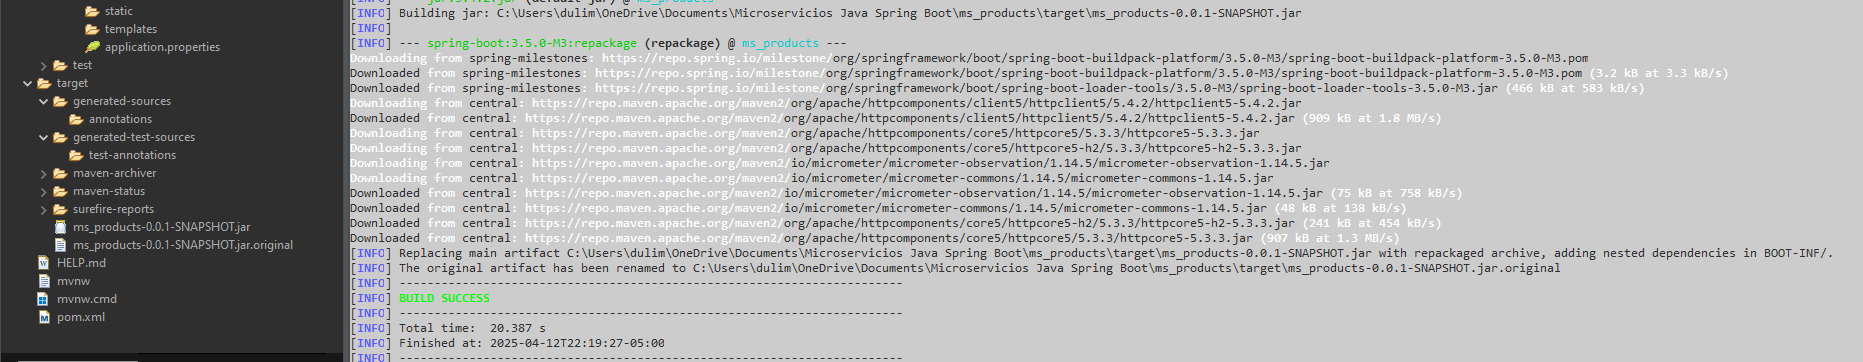 static
templates
application.properties
test
target
generated-sources
annotations
generated-test-sources
test-annotations
maven-archiver
maven-status
surefire-reports
ms_products-0.0.1-SNAPSHOT.jar
ms_products-0.0.1-SNAPSHOT.jar.original
HELP.md
mvnw
mvnw.cmd
pom.xml
[INFO] Building jar: C:\Users\dulim\OneDrive\Documents\Microservicios Java Spring Boot\ms_products\target\ms_products-0.0.1-SNAPSHOT.jar
[INFO]
[INFO] --- spring-boot:3.5.0-M3:repackage (repackage) @ ms_products ---
Downloading from spring-milestones: https://repo.spring.io/milestone/org/springframework/boot/spring-boot-buildpack-platform/3.5.0-M3/spring-boot-buildpack-platform-3.5.0-M3.pom
Downloaded from spring-milestones: https://repo.spring.io/milestone/org/springframework/boot/spring-boot-buildpack-platform/3.5.0-M3/spring-boot-buildpack-platform-3.5.0-M3.pom (3.2 kB at 3.3 kB/s)
Downloaded from spring-milestones: https://repo.spring.io/milestone/org/springframework/boot/spring-boot-loader-tools/3.5.0-M3/spring-boot-loader-tools-3.5.0-M3.jar (466 kB at 583 kB/s)
Downloading from central: https://repo.maven.apache.org/maven2/org/apache/httpcomponents/client5/httpclient5/5.4.2/httpclient5-5.4.2.jar
Downloaded from central: https://repo.maven.apache.org/maven2/org/apache/httpcomponents/client5/httpclient5/5.4.2/httpclient5-5.4.2.jar (909 kB at 1.8 MB/s)
Downloading from central: https://repo.maven.apache.org/maven2/org/apache/httpcomponents/core5/httpcore5/5.3.3/httpcore5-5.3.3.jar
Downloading from central: https://repo.maven.apache.org/maven2/org/apache/httpcomponents/core5/httpcore5-h2/5.3.3/httpcore5-h2-5.3.3.jar
Downloading from central: https://repo.maven.apache.org/maven2/io/micrometer/micrometer-observation/1.14.5/micrometer-observation-1.14.5.jar
Downloading from central: https://repo.maven.apache.org/maven2/io/micrometer/micrometer-commons/1.14.5/micrometer-commons-1.14.5.jar
Downloaded from central: https://repo.maven.apache.org/maven2/io/micrometer/micrometer-observation/1.14.5/micrometer-observation-1.14.5.jar (75 kB at 758 kB/s)
Downloaded from central: https://repo.maven.apache.org/maven2/io/micrometer/micrometer-commons/1.14.5/micrometer-commons-1.14.5.jar (48 kB at 138 kB/s)
Downloaded from central: https://repo.maven.apache.org/maven2/org/apache/httpcomponents/core5/httpcore5-h2/5.3.3/httpcore5-h2-5.3.3.jar (241 kB at 454 kB/s)
Downloaded from central: https://repo.maven.apache.org/maven2/org/apache/httpcomponents/core5/httpcore5/5.3.3/httpcore5-5.3.3.jar (907 kB at 1.3 MB/s)
[INFO] Replacing main artifact C:\Users\dulim\OneDrive\Documents\Microservicios Java Spring Boot\ms_products\target\ms_products-0.0.1-SNAPSHOT.jar with repackaged archive, adding nested dependencies in BOOT-INF/.
[INFO] The original artifact has been renamed to C:\Users\dulim\OneDrive\Documents\Microservicios Java Spring Boot\ms_products\target\ms_products-0.0.1-SNAPSHOT.jar.original
[INFO] ------------------------------------------------------------------------
[INFO] BUILD SUCCESS
[INFO] ------------------------------------------------------------------------
[INFO] Total time:  20.387 s
[INFO] Finished at: 2025-04-12T22:19:27-05:00
[INFO] ------------------------------------------------------------------------